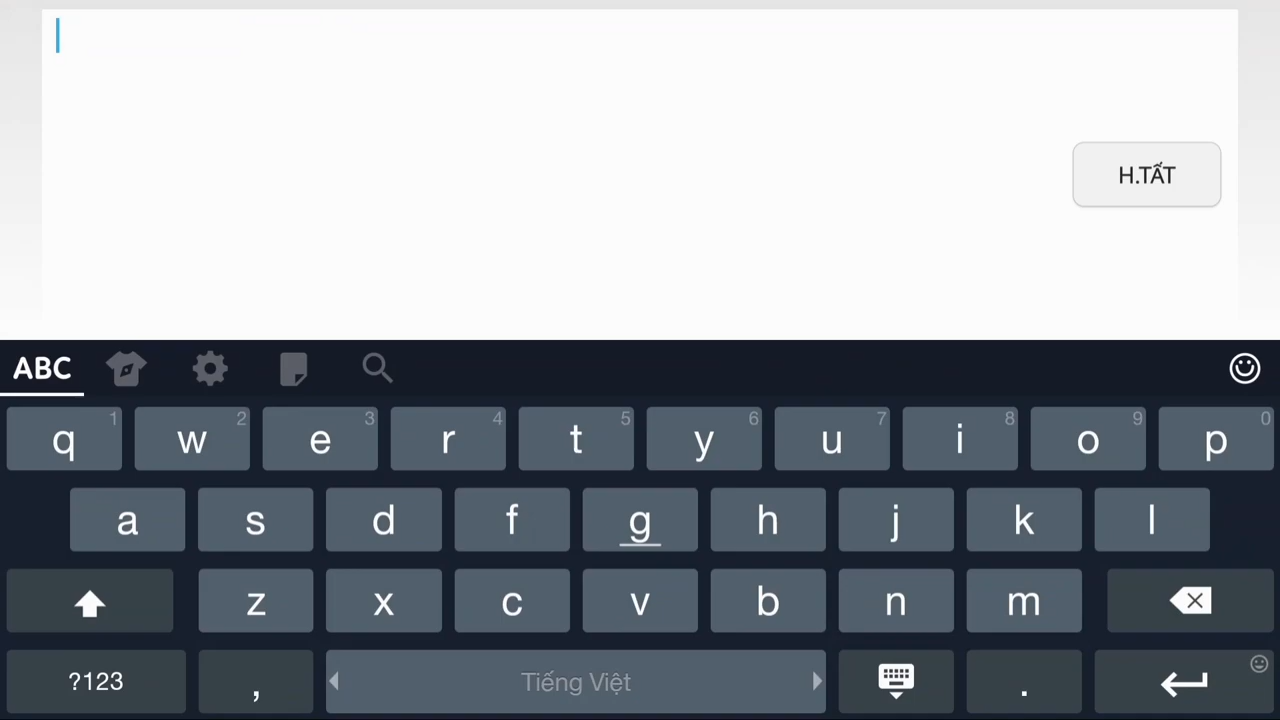 H.TẤT
ABC
q 1 w 2 e 3 r 4 t 5 y 6 u 7 i 8 o 9 p 0
a s d f g h j k l
z x c v b n m
?123 , Tiếng Việt .